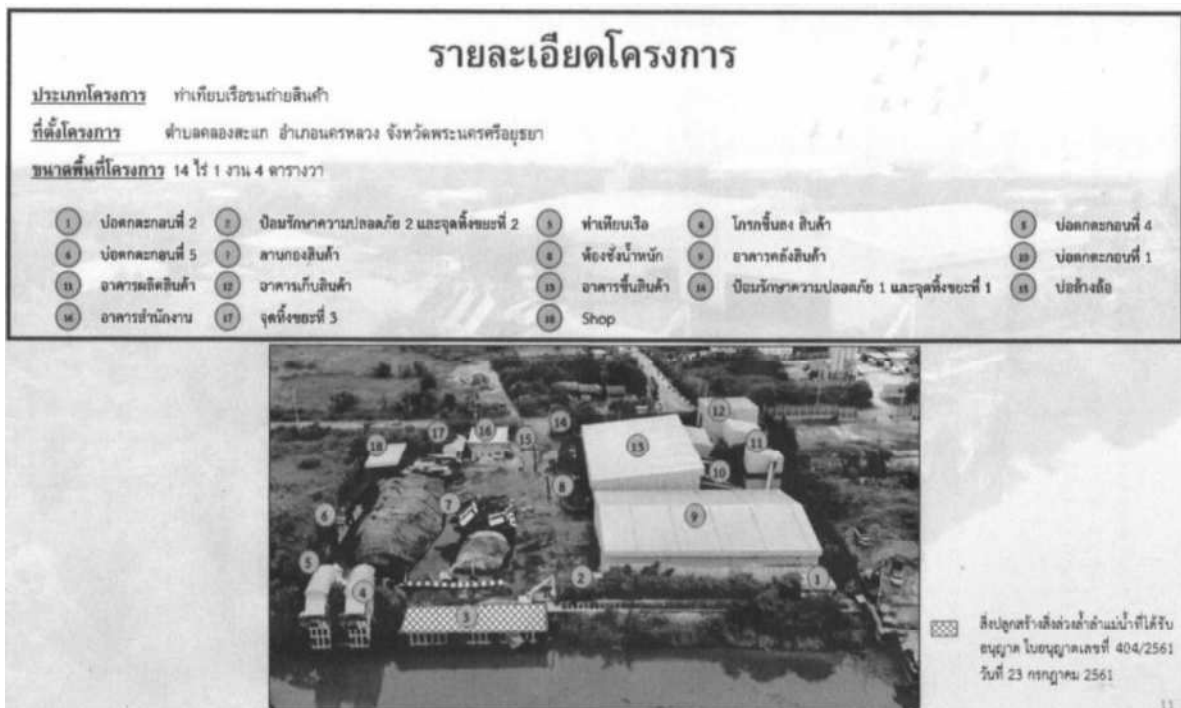 รายละเอียดโครงการ
ประเภทโครงการ ท่าเทียบเรือขนถ่ายสินค้า
ที่ตั้งโครงการ ตำบลคลองสะแก อำเภอนครหลวง จังหวัดพระนครศรีอยุธยา
ขนาดพื้นที่โครงการ 14 ไร่ 1 งาน 4 ตารางวา
1 บ่อตกตะกอนที่ 2 2 ป้อมรักษาความปลอดภัย 2 และจุดทิ้งขยะที่ 2 3 ท่าเทียบเรือ 4 โกรกขึ้นลง สินค้า 5 บ่อตกตะกอนที่ 4
6 บ่อตกตะกอนที่ 5 7 ลานกองสินค้า 8 ห้องชั่งน้ำหนัก 9 อาคารคลังสินค้า 10 บ่อตกตะกอนที่ 1
11 อาคารผลิตสินค้า 12 อาคารเก็บสินค้า 13 อาคารขึ้นสินค้า 14 ป้อมรักษาความปลอดภัย 1 และจุดทิ้งขยะที่ 1 15 บ่อล้างล้อ
16 อาคารสำนักงาน 17 จุดทิ้งขยะที่ 3 18 Shop
12
14
17 16 15
18 13 11
10
8
7
6 9
5
4 2 1
3
สิ่งปลูกสร้างสิ่งล่วงล้ำลำแม่น้ำที่ได้รับ
อนุญาต ใบอนุญาตเลขที่ 404/2561
วันที่ 23 กรกฎาคม 2561
11